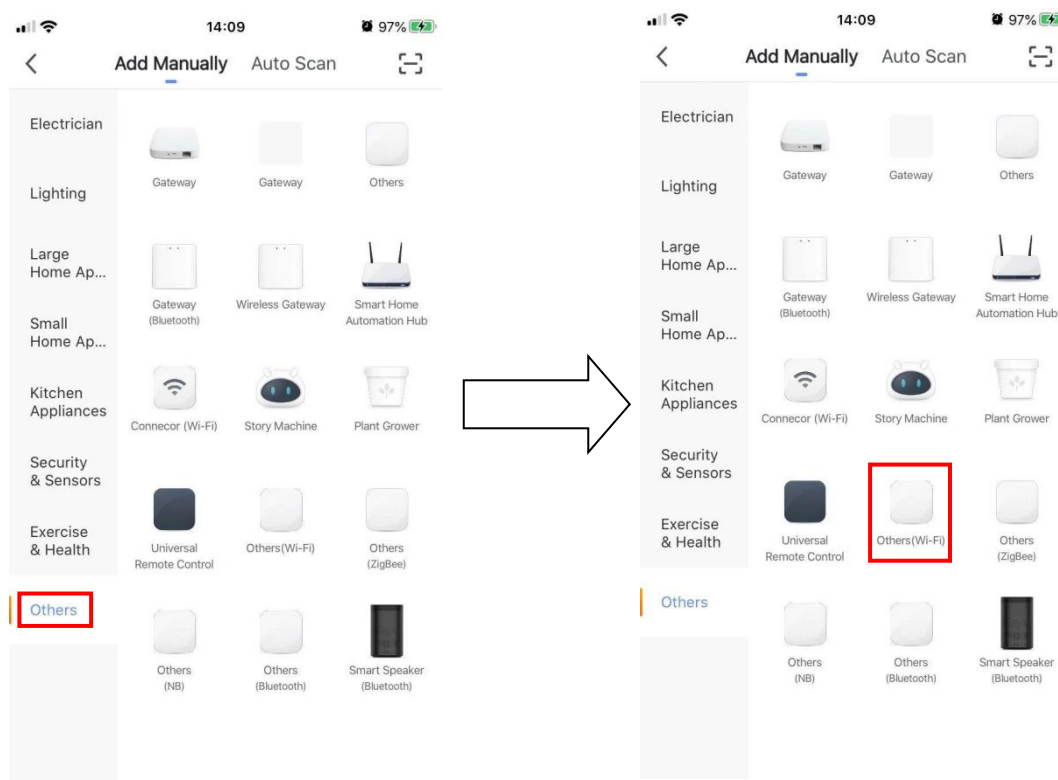 14:09
97%
Add Manually Auto Scan
Electrician
Lighting
Large
Home Ap...
Small
Home Ap...
Kitchen
Appliances
Security
& Sensors
Exercise
& Health
Others
Gateway
Gateway
Others
Gateway
(Bluetooth)
Wireless Gateway
Smart Home
Automation Hub
Connecor (Wi-Fi)
Story Machine
Plant Grower
Universal
Remote Control
Others(Wi-Fi)
Others
(ZigBee)
Others
(NB)
Others
(Bluetooth)
Smart Speaker
(Bluetooth)
14:09
97%
Add Manually Auto Scan
Electrician
Lighting
Large
Home Ap...
Small
Home Ap...
Kitchen
Appliances
Security
& Sensors
Exercise
& Health
Others
Gateway
Gateway
Others
Gateway
(Bluetooth)
Wireless Gateway
Smart Home
Automation Hub
Connecor (Wi-Fi)
Story Machine
Plant Grower
Universal
Remote Control
Others(Wi-Fi)
Others
(ZigBee)
Others
(NB)
Others
(Bluetooth)
Smart Speaker
(Bluetooth)